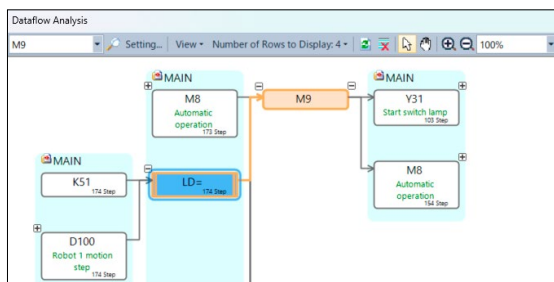 Dataflow Analysis
M9 Setting... View Number of Rows to Display: 4 100%
MAIN
M8
Automatic
operation
173 Step
M9
MAIN
Y31
Start switch lamp
103 Step
MAIN
K51
174 Step
LD=
174 Step
M8
Automatic
operation
154 Step
D100
Robot 1 motion
step
174 Step